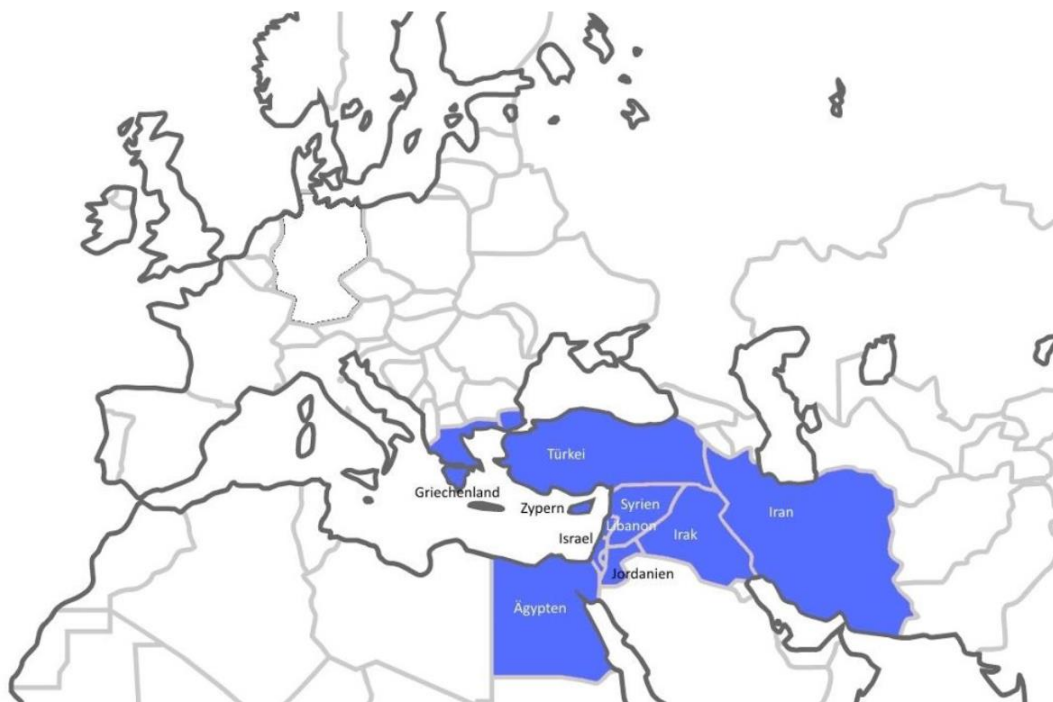 Türkei
Griechenland
Zypern
Syrien
Libanon
Israel
Irak
Iran
Jordanien
Ägypten